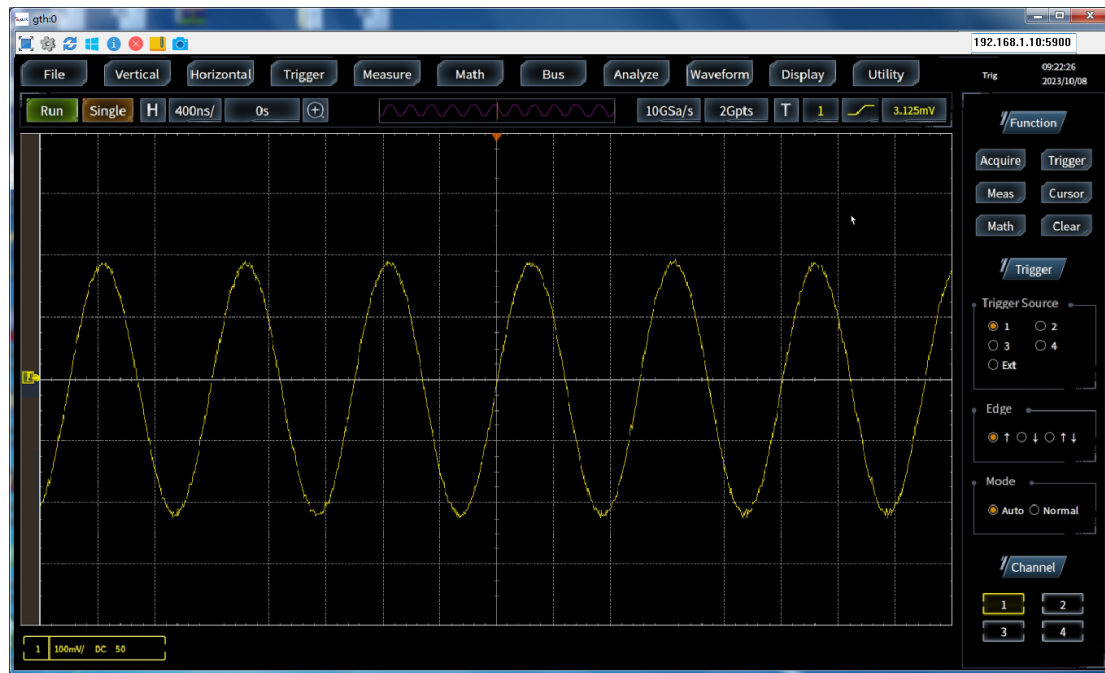 gth:0
192.168.1.10:5900
File Vertical Horizontal Trigger Measure Math Bus Analyze Waveform Display Utility Trig 09:22:26
2023/10/08
Run Single H 400ns/ 0s 10GSa/s 2Gpts T 1 3.125mV
Function
Acquire Trigger
Meas Cursor
Math Clear
Trigger
Trigger Source
1 2
3 4
Ext
Edge
↑ ↓ ↑↓
Mode
Auto Normal
Channel
1 2
3 4
1 100mV/ DC 50